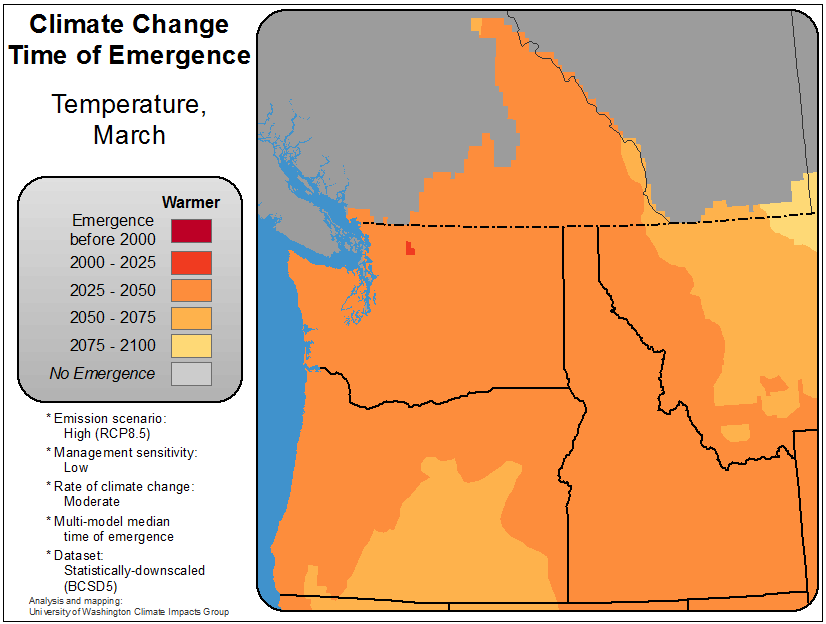 Climate Change
Time of Emergence
Temperature,
March
Warmer
Emergence
before 2000
2000 - 2025
2025 - 2050
2050 - 2075
2075 - 2100
No Emergence
* Emission scenario:
High (RCP8.5)
* Management sensitivity:
Low
* Rate of climate change:
Moderate
* Multi-model median
time of emergence
* Dataset:
Statistically-downscaled
(BCSD5)
Analysis and mapping:
University of Washington Climate Impacts Group